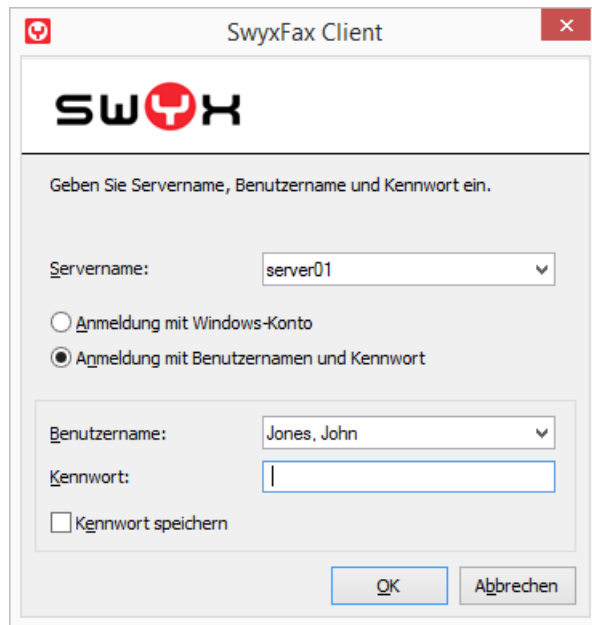 SwyxFax Client
swyx
Geben Sie Servername, Benutzername und Kennwort ein.
Servername: server01
Anmeldung mit Windows-Konto
Anmeldung mit Benutzernamen und Kennwort
Benutzername: Jones, John
Kennwort:
Kennwort speichern
OK Abbrechen